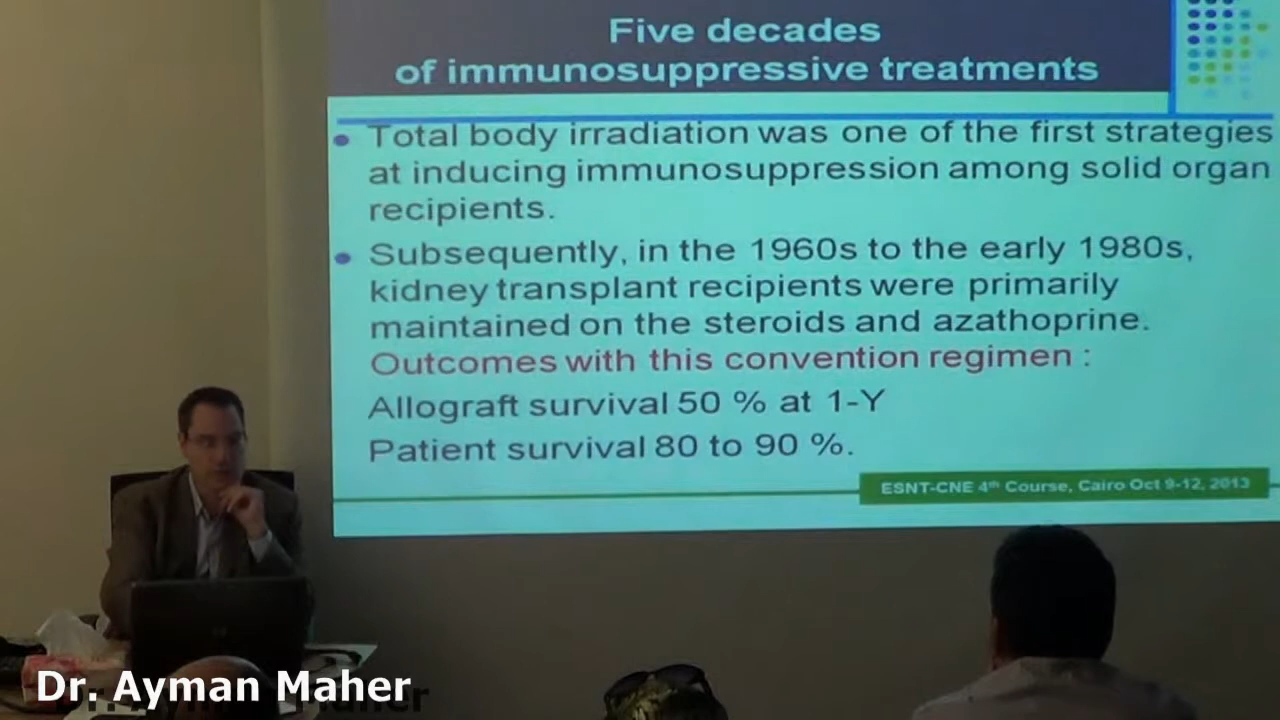 Five decades
of immunosuppressive treatments
Total body irradiation was one of the first strategies
at inducing immunosuppression among solid organ
recipients.
Subsequently, in the 1960s to the early 1980s,
kidney transplant recipients were primarily
maintained on the steroids and azathoprine.
Outcomes with this convention regimen :
Allograft survival 50 % at 1-Y
Patient survival 80 to 90 %.
ESNT-CNE 4th Course, Cairo Oct 9-12, 2013
Dr. Ayman Maher